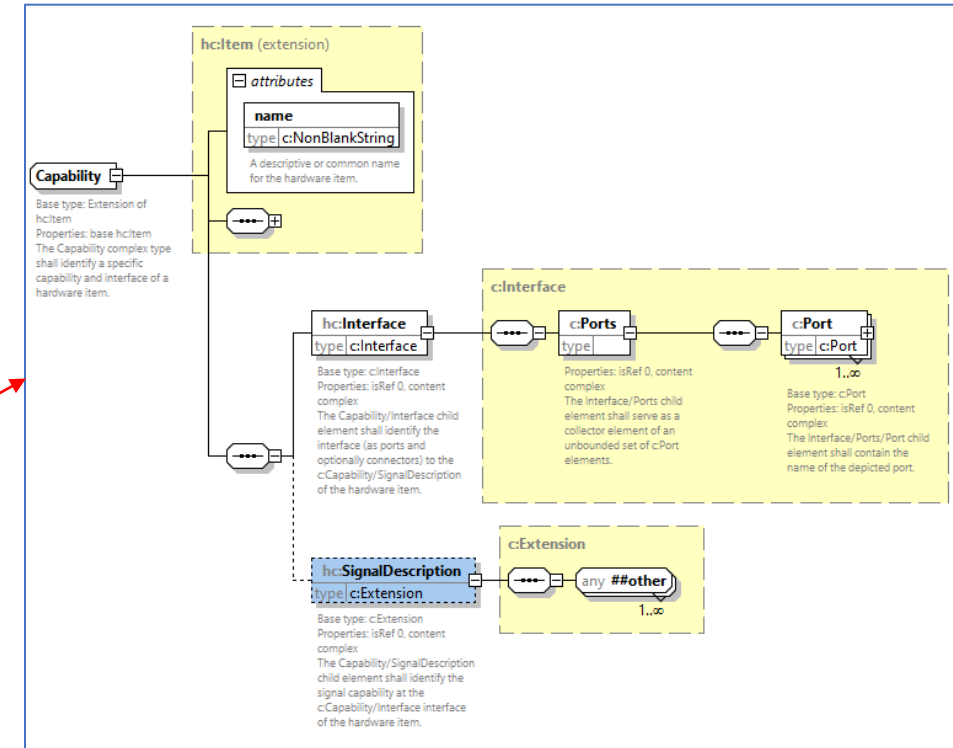 hc:Item (extension)
attributes
name
type c:NonBlankString
A descriptive or common name
for the hardware item.
Capability
Base type: Extension of
hc:Item
Properties: base hc:Item
The Capability complex type
shall identify a specific
capability and interface of a
hardware item.
c:Interface
hc:Interface
type c:Interface
Base type: c:Interface
Properties: isRef 0, content
complex
The Capability/Interface child
element shall identify the
interface (as ports and
optionally connectors) to the
c:Capability/SignalDescription
of the hardware item.
c:Ports
type
Properties: isRef 0, content
complex
The Interface/Ports child
element shall serve as a
collector element of an
unbounded set of c:Port
elements.
c:Port
type c:Port
1..∞
Base type: c:Port
Properties: isRef 0, content
complex
The Interface/Ports/Port child
element shall contain the
name of the depicted port.
c:Extension
hc:SignalDescription
type c:Extension
Base type: c:Extension
Properties: isRef 0, content
complex
The Capability/SignalDescription
child element shall identify the
signal capability at the
c:Capability/Interface interface
of the hardware item.
any ##other
1..∞